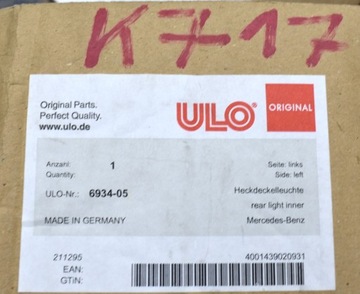 K717
Original Parts.
Perfect Quality.
www.ulo.de
ULO®
ORIGINAL
Anzahl: 1
Quantity:
Seite: links
Side: left
ULO-Nr.: 6934-05
Heckdeckelleuchte
rear light inner
MADE IN GERMANY
Mercedes-Benz
211295
4001439020931
EAN:
GTIN: